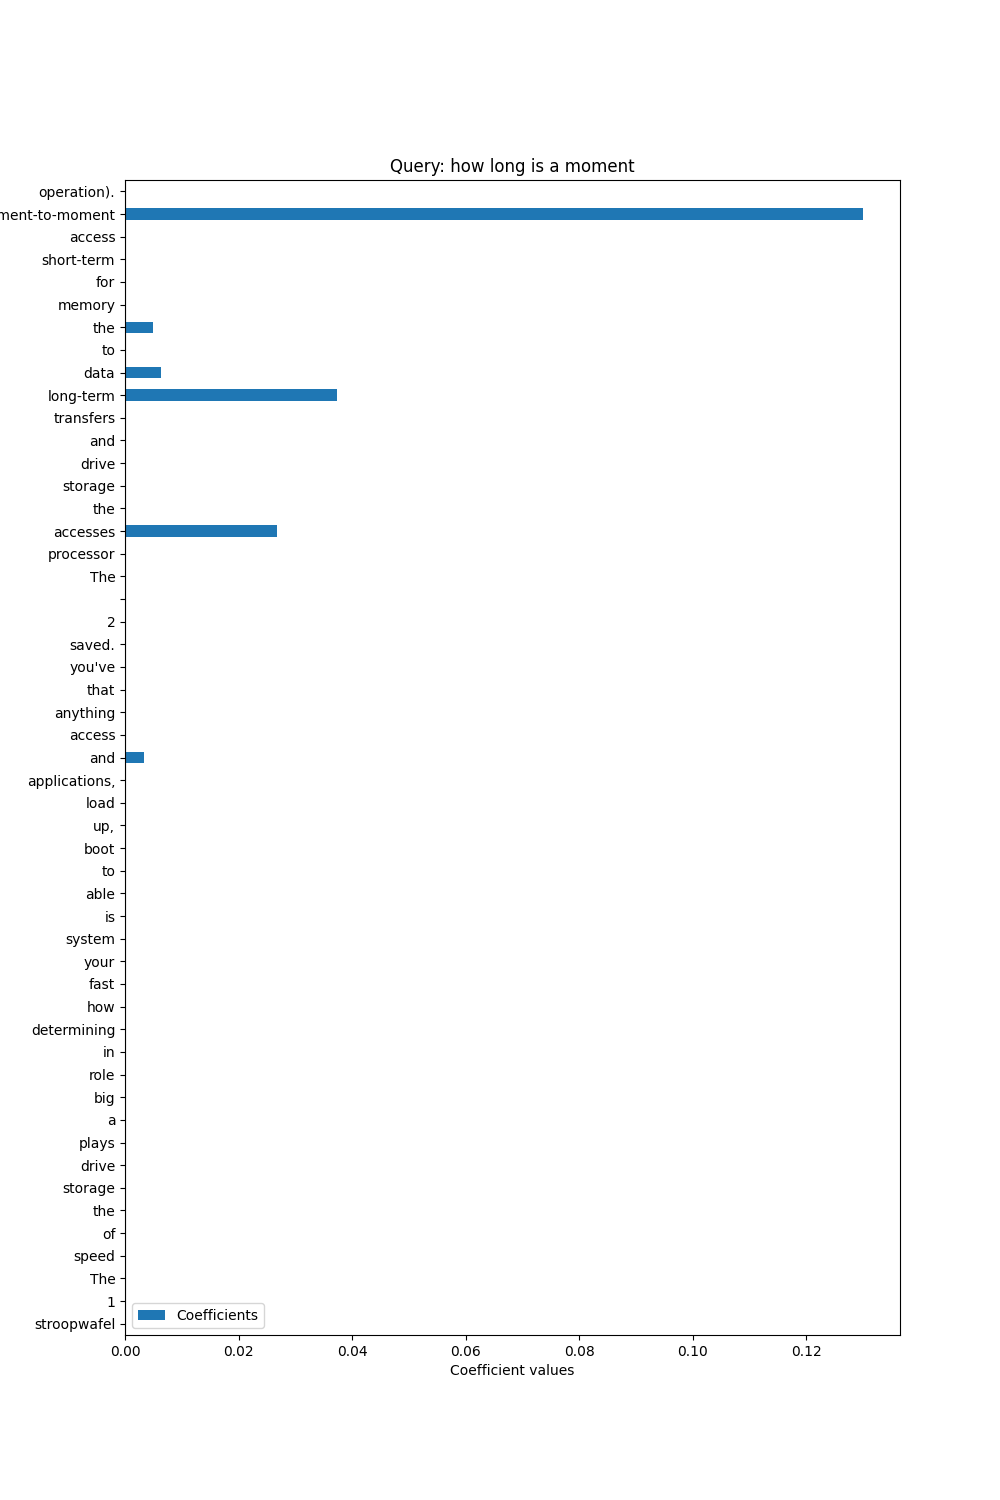 Query: how long is a moment
operation).
ment-to-moment
access
short-term
for
memory
the
to
data
long-term
transfers
and
drive
storage
the
accesses
processor
The
2
saved.
you've
that
anything
access
and
applications,
load
up,
boot
to
able
is
system
your
fast
how
determining
in
role
big
a
plays
drive
storage
the
of
speed
The
1
stroopwafel
Coefficients
0.00 0.02 0.04 0.06 0.08 0.10 0.12
Coefficient values